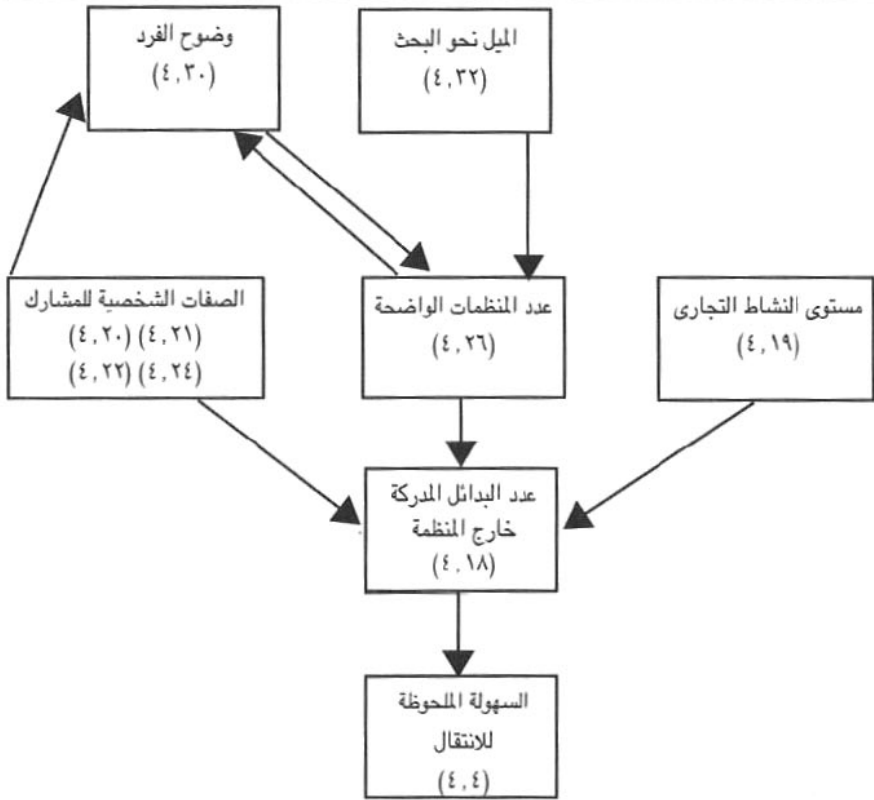 وضوح الفرد
(٤,٣٠)
الميل نحو البحث
(٤,٣٢)
الصفات الشخصية للمشارك
(٤,٢١) (٤,٢٠)
(٤,٢٤) (٤,٢٢)
عدد المنظمات الواضحة
(٤,٢٦)
مستوى النشاط التجارى
(٤,١٩)
عدد البدائل المدركة
خارج المنظمة
(٤,١٨)
السهولة الملحوظة
للانتقال
(٤,٤)